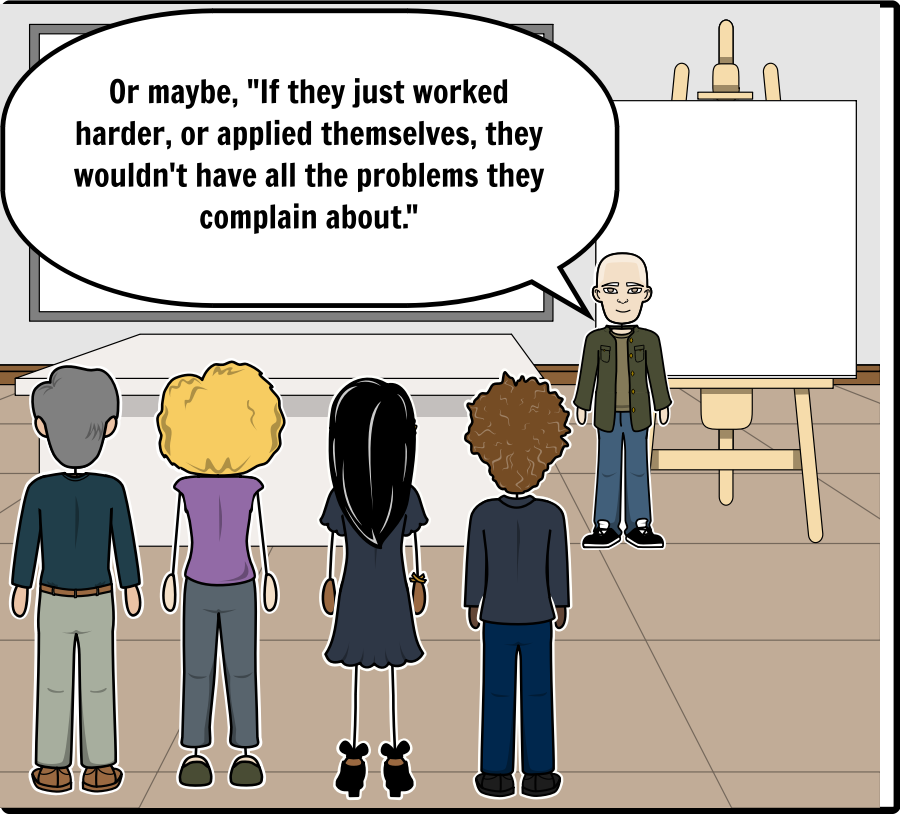 Or maybe, "If they just worked
harder, or applied themselves, they
wouldn't have all the problems they
complain about."